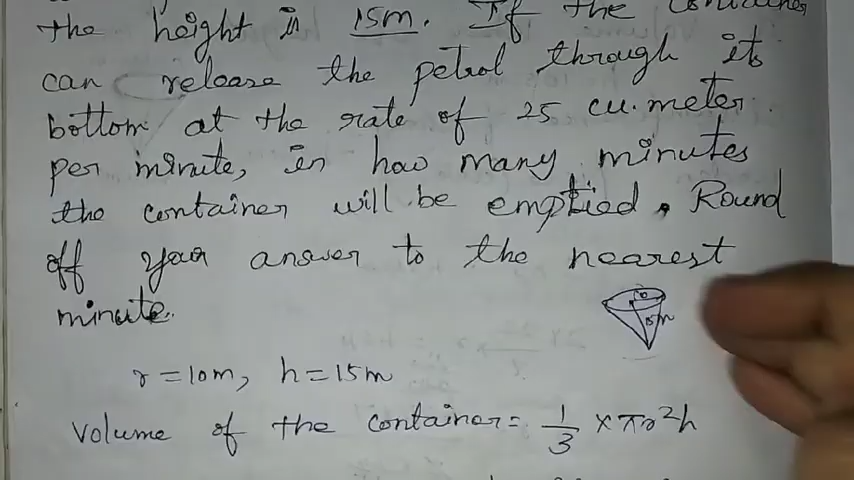 the height is 15m. If the container
can release the petrol through its
bottom at the rate of 25 cu.meter
per minute, in how many minutes
the container will be emptied. Round
off your answer to the nearest
minute.
10
15m
r = 10m, h = 15m
Volume of the container = 1/3 × πr²h